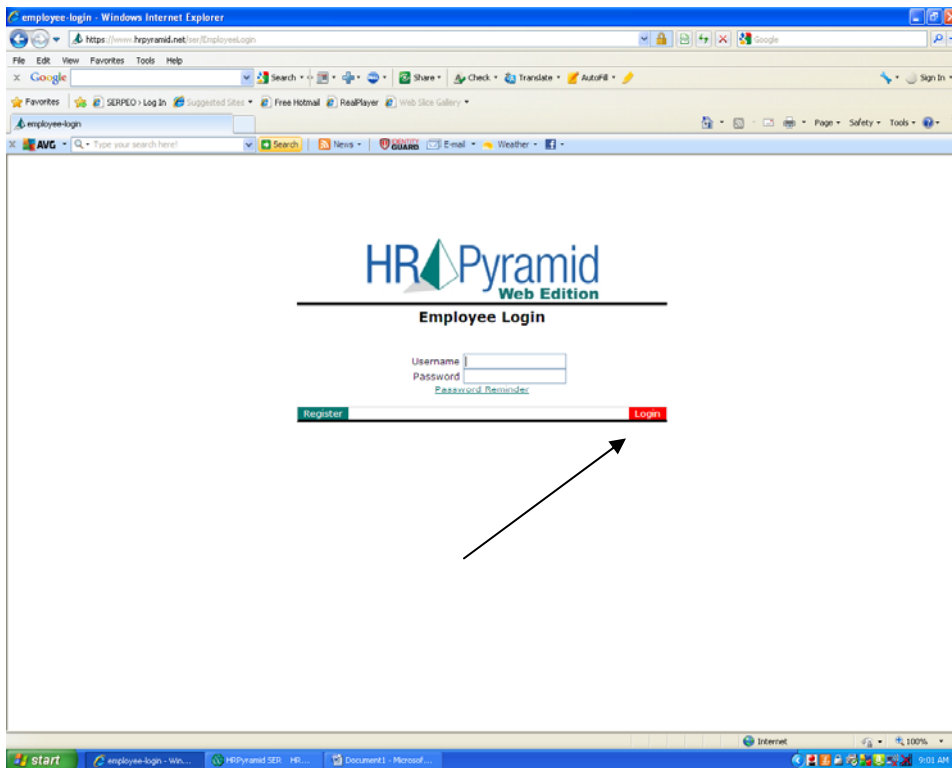 employee-login - Windows Internet Explorer
https://www.hrpyramid.net/ser/EmployeeLogin
Google
File Edit View Favorites Tools Help
x Google Search Share Check Translate AutoFill Sign In
Favorites SERPEO > Log In Suggested Sites Free Hotmail RealPlayer Web Slice Gallery
employee-login Page Safety Tools
x AVG Type your search here! Search News IDENTITY GUARD E-mail Weather
HR Pyramid
Web Edition
Employee Login
Username
Password
Password Reminder
Register Login
Internet 100%
start employee-login - Win... HRPyramid SER HR... Document1 - Microsof... 9:01 AM